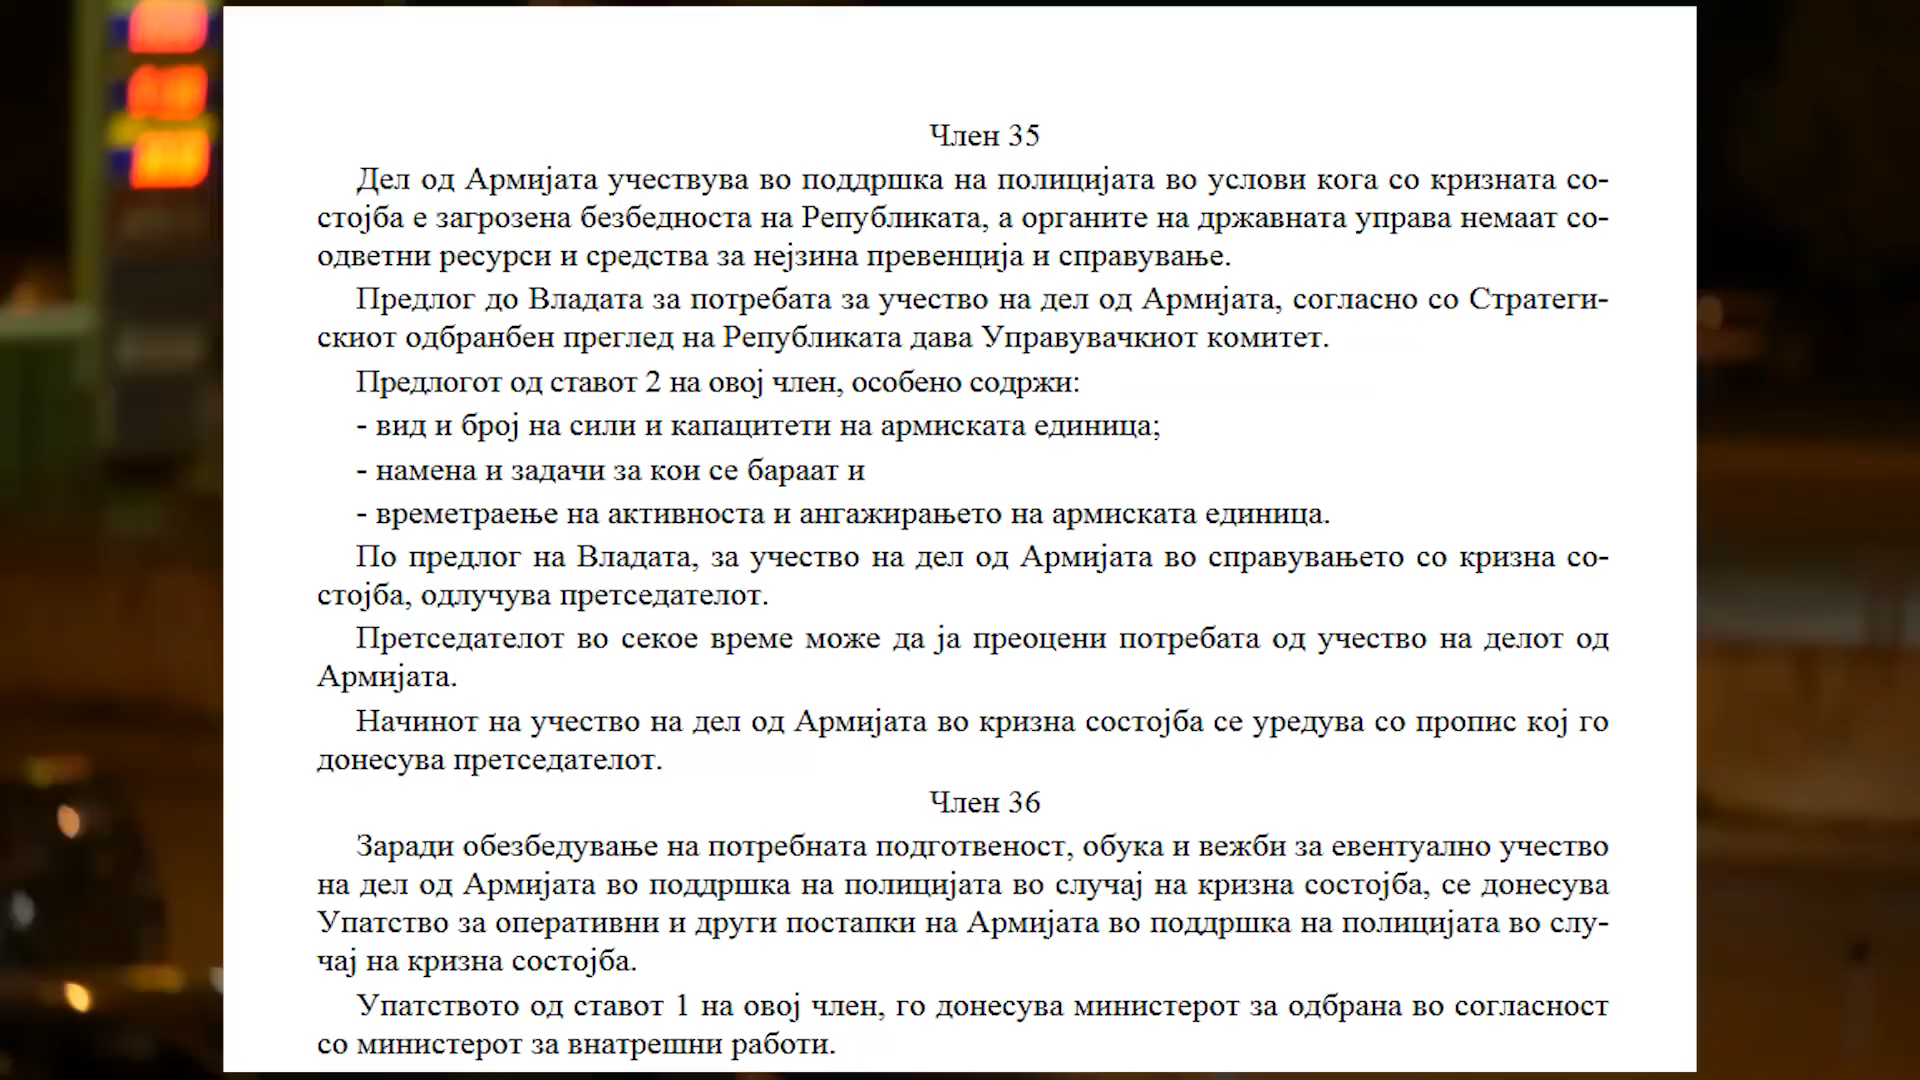 Член 35
Дел од Армијата учествува во поддршка на полицијата во услови кога со кризната со-
стојба е загрозена безбедноста на Републиката, а органите на државната управа немаат со-
одветни ресурси и средства за нејзина превенција и справување.
Предлог до Владата за потребата за учество на дел од Армијата, согласно со Стратеги-
скиот одбранбен преглед на Републиката дава Управувачкиот комитет.
Предлогот од ставот 2 на овој член, особено содржи:
- вид и број на сили и капацитети на армиската единица;
- намена и задачи за кои се бараат и
- времетраење на активноста и ангажирањето на армиската единица.
По предлог на Владата, за учество на дел од Армијата во справувањето со кризна со-
стојба, одлучува претседателот.
Претседателот во секое време може да ја преоцени потребата од учество на делот од
Армијата.
Начинот на учество на дел од Армијата во кризна состојба се уредува со пропис кој го
донесува претседателот.
Член 36
Заради обезбедување на потребната подготвеност, обука и вежби за евентуално учество
на дел од Армијата во поддршка на полицијата во случај на кризна состојба, се донесува
Упатство за оперативни и други постапки на Армијата во поддршка на полицијата во слу-
чај на кризна состојба.
Упатството од ставот 1 на овој член, го донесува министерот за одбрана во согласност
со министерот за внатрешни работи.